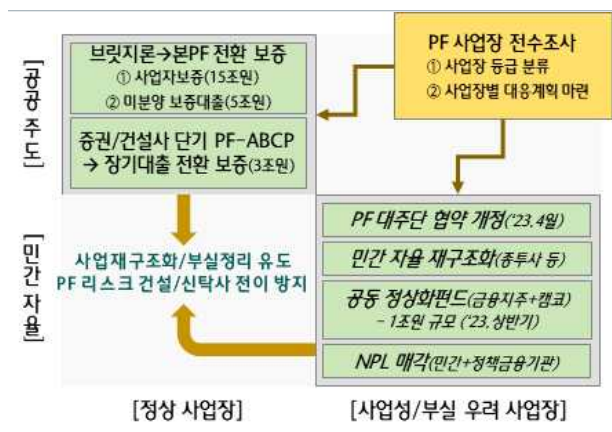 브릿지론→본PF 전환 보증
① 사업자보증(15조원)
② 미분양 보증대출(5조원)
증권/건설사 단기 PF-ABCP
→ 장기대출 전환 보증(3조원)
PF 사업장 전수조사
① 사업장 등급 분류
② 사업장별 대응계획 마련
[공공 주도]
사업재구조화/부실정리 유도
PF 리스크 건설/신탁사 전이 방지
PF 대주단 협약 개정('23.4월)
민간 자율 재구조화(종투사 등)
공동 정상화펀드(금융지주+캠코)
- 1조원 규모 ('23.상반기)
NPL 매각(민간+정책금융기관)
[민간 자율]
[정상 사업장]
[사업성/부실 우려 사업장]